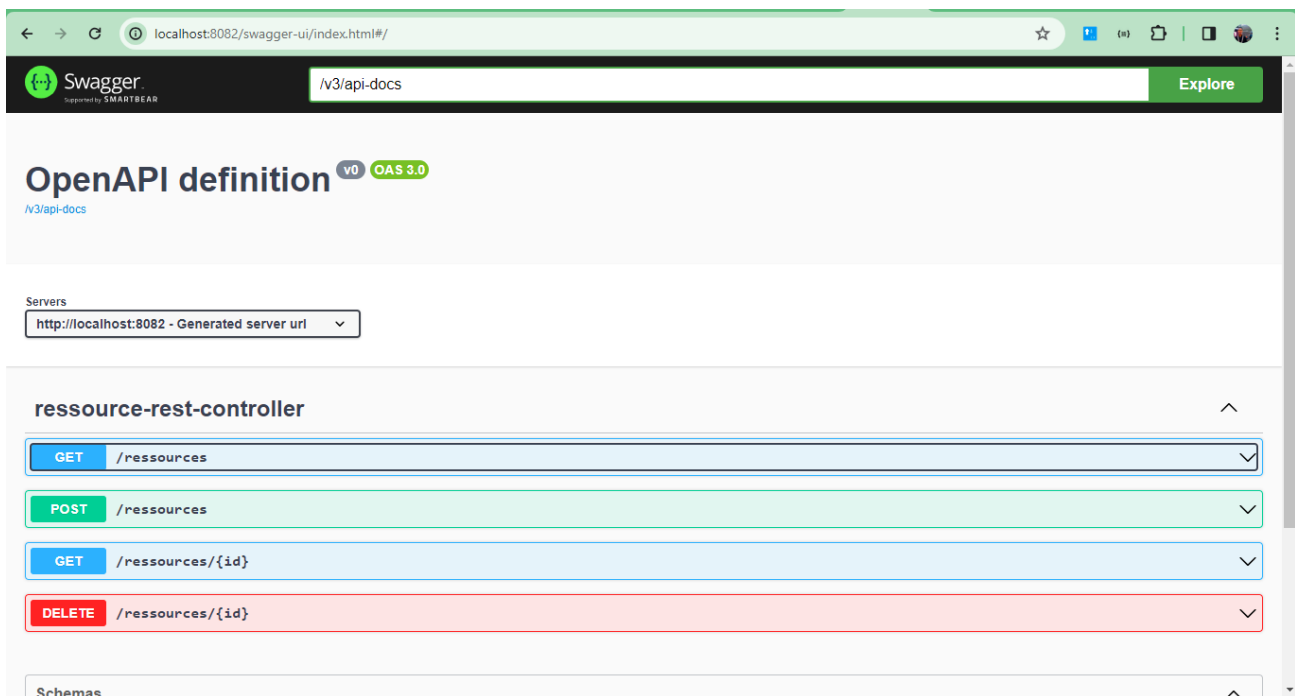 localhost:8082/swagger-ui/index.html#/
Swagger.
Supported by SMARTBEAR
/v3/api-docs
Explore
OpenAPI definition v0 OAS 3.0
/v3/api-docs
Servers
http://localhost:8082 - Generated server url
ressource-rest-controller
GET /ressources
POST /ressources
GET /ressources/{id}
DELETE /ressources/{id}
Schemas